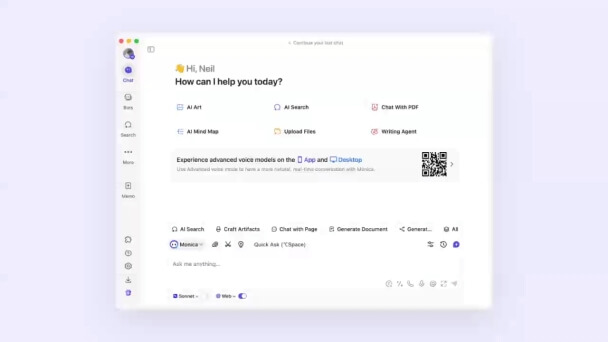 Continue your last chat
👋 Hi, Neil
Chat
How can I help you today?
Bots
AI Art
AI Search
Chat With PDF
Search
AI Mind Map
Upload Files
Writing Agent
More
Experience advanced voice models on the App and Desktop
Use Advanced voice mode to have a more natural, real-time conversation with Monica.
Memo
AI Search
Craft Artifacts
Chat with Page
Generate Document
Generat...
All
Monica
Quick Ask (⌥Space)
Ask me anything...
Sonnet
Web